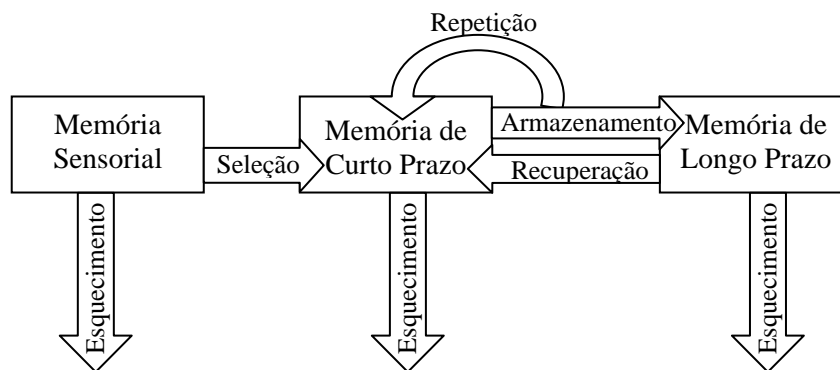 Repetição
Memória
Sensorial
Seleção
Memória de
Curto Prazo
Armazenamento
Recuperação
Memória de
Longo Prazo
Esquecimento
Esquecimento
Esquecimento